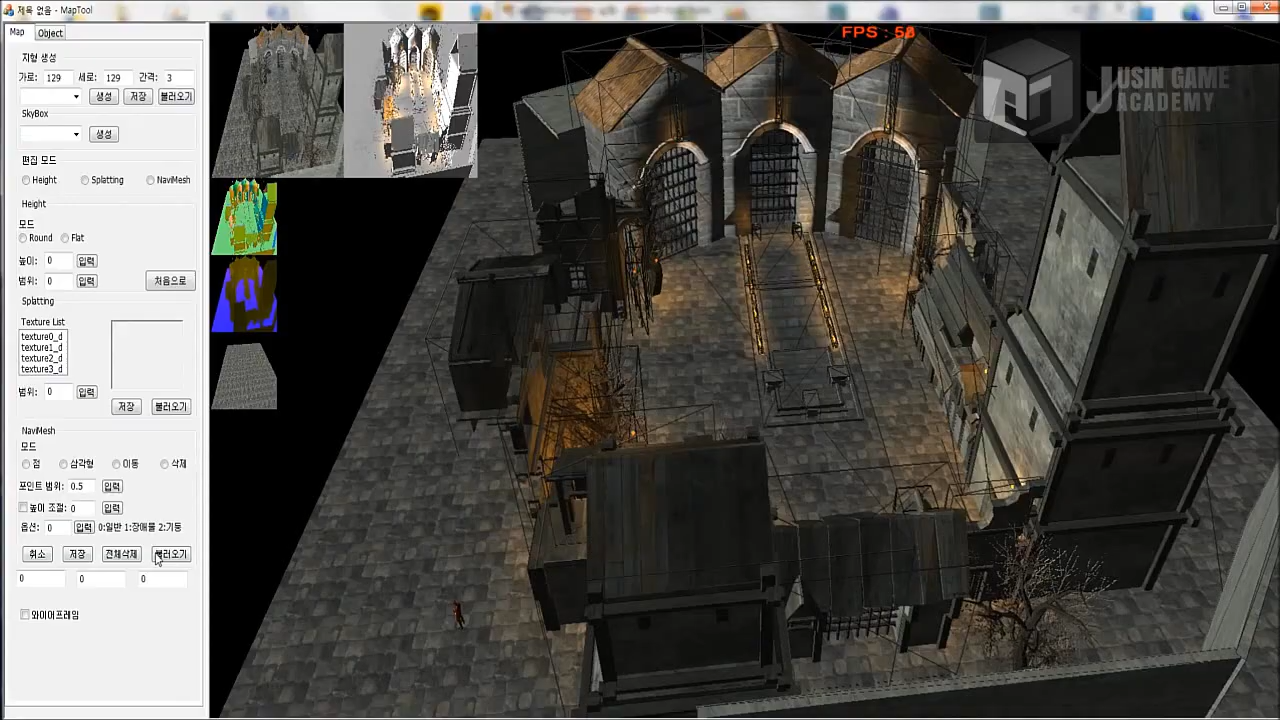 제목 없음 - MapTool
Map Object
FPS : 58
JUSIN GAME
ACADEMY
지형 생성
가로: 129 세로: 129 간격: 3
생성 저장 불러오기
SkyBox
생성
편집 모드
Height Splatting NaviMesh
Height
모드
Round Flat
높이: 0 입력
범위: 0 입력 처음으로
Splatting
Texture List
texture0_d
texture1_d
texture2_d
texture3_d
범위: 0 입력
저장 불러오기
NaviMesh
모드
점 삼각형 이동 삭제
포인트 범위: 0.5 입력
높이 조절: 0 입력
옵션: 0 입력 0:일반 1:장애물 2:기둥
취소 저장 전체삭제 불러오기
0 0 0
와이어프레임